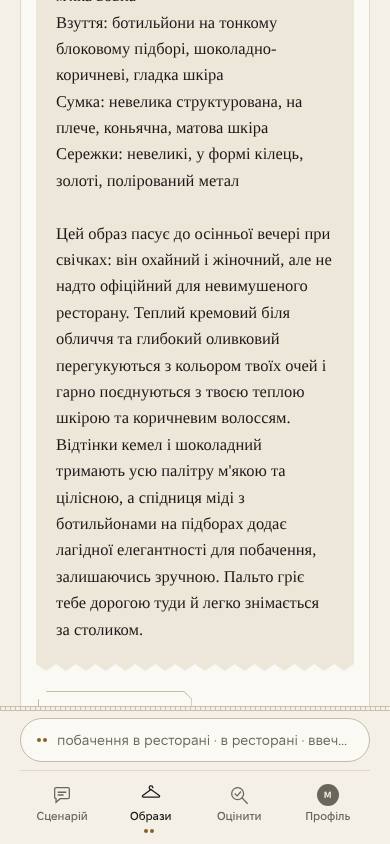 Взуття: ботильйони на тонкому
блоковому підборі, шоколадно-
коричневі, гладка шкіра
Сумка: невелика структурована, на
плече, коньячна, матова шкіра
Сережки: невеликі, у формі кілець,
золоті, полірований метал
Цей образ пасує до осінньої вечері при
свічках: він охайний і жіночний, але не
надто офіційний для невимушеного
ресторану. Теплий кремовий біля
обличчя та глибокий оливковий
перегукуються з кольором твоїх очей і
гарно поєднуються з твоєю теплою
шкірою та коричневим волоссям.
Відтінки кемел і шоколадний
тримають усю палітру м'якою та
цілісною, а спідниця міді з
ботильйонами на підборах додає
лагідної елегантності для побачення,
залишаючись зручною. Пальто гріє
тебе дорогою туди й легко знімається
за столиком.
побачення в ресторані · в ресторані · ввеч...
Сценарій
Образи
Оцінити
М
Профіль